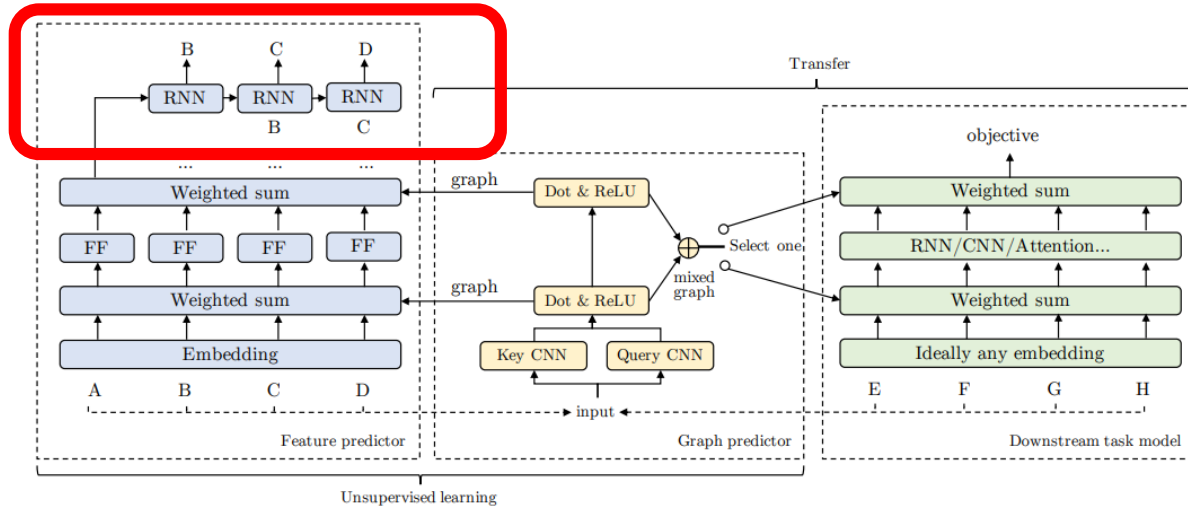 B C D
RNN RNN RNN
B C
... ... ...
Weighted sum
FF FF FF FF
Weighted sum
Embedding
A B C D
Feature predictor
Unsupervised learning
graph
graph
Dot & ReLU
Select one
mixed
graph
Dot & ReLU
Key CNN Query CNN
input
Graph predictor
Transfer
objective
Weighted sum
RNN/CNN/Attention...
Weighted sum
Ideally any embedding
E F G H
Downstream task model